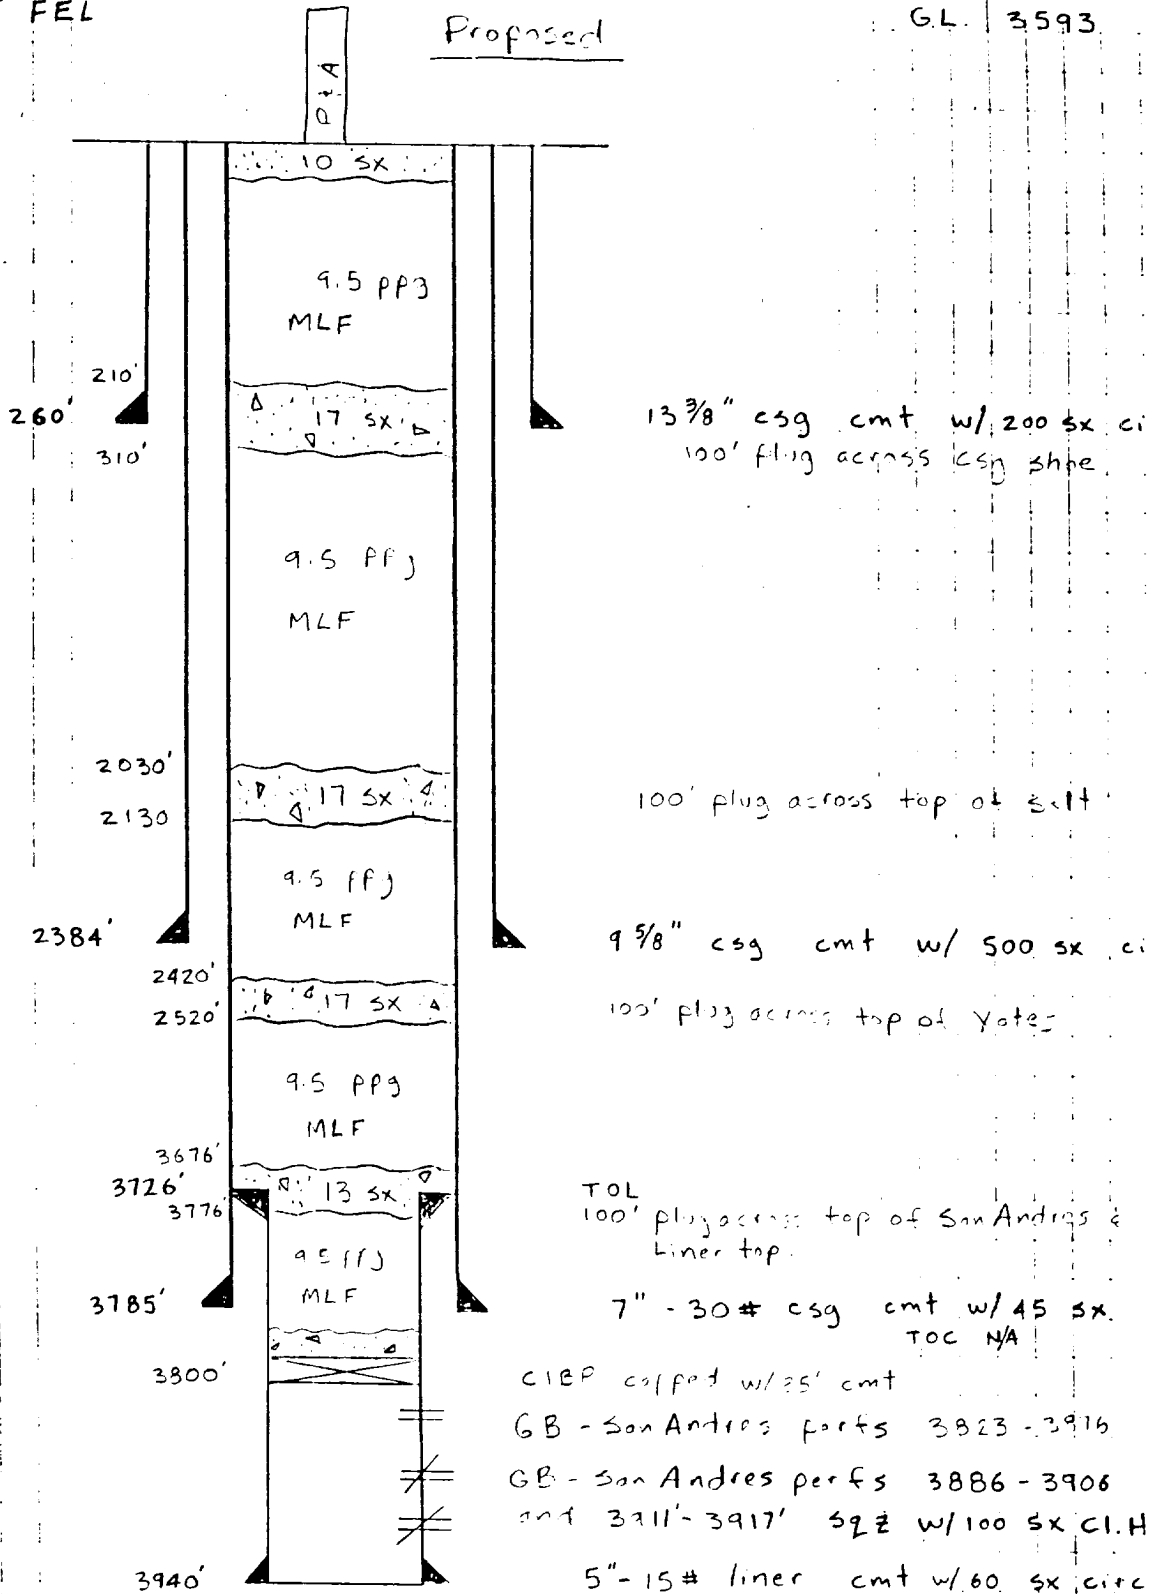 FEL
Proposed
G.L. 3593
P&A
10 sx
9.5 ppg
MLF
210'
260'
17 sx
13 3/8" csg cmt w/ 200 sx ci
310'
100' plug across csg shoe
9.5 ppg
MLF
2030'
17 sx
100' plug across top of salt
2130
9.5 ppg
MLF
2384'
9 5/8" csg cmt w/ 500 sx ci
2420'
17 sx
2520'
100' plug across top of Yates
9.5 ppg
MLF
3676'
3726'
13 sx
TOL
3776'
100' plug across top of San Andres &
Liner top.
9.5 ppg
MLF
3785'
7" - 30# csg cmt w/ 45 sx.
TOC N/A
3800'
CIBP capped w/ cmt
GB - San Andres perfs 3823 -
GB - San Andres perfs 3886 - 3906
and 3911' - 3917' sqz w/ 100 sx Cl. H
3940'
5" - 15# liner cmt w/ 60 sx circ